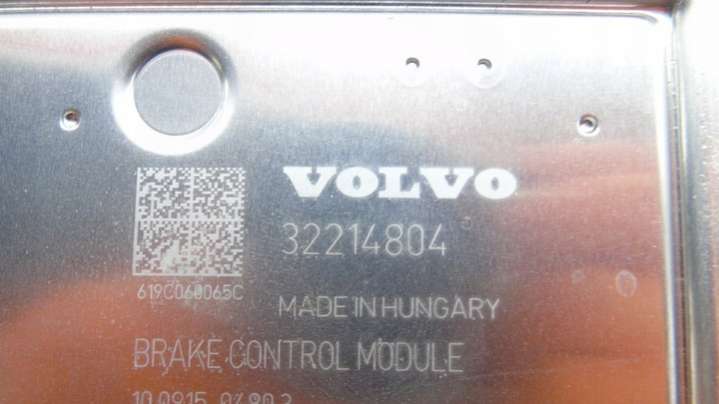 VOLVO
32214804
619C060065C
MADE IN HUNGARY
BRAKE CONTROL MODULE